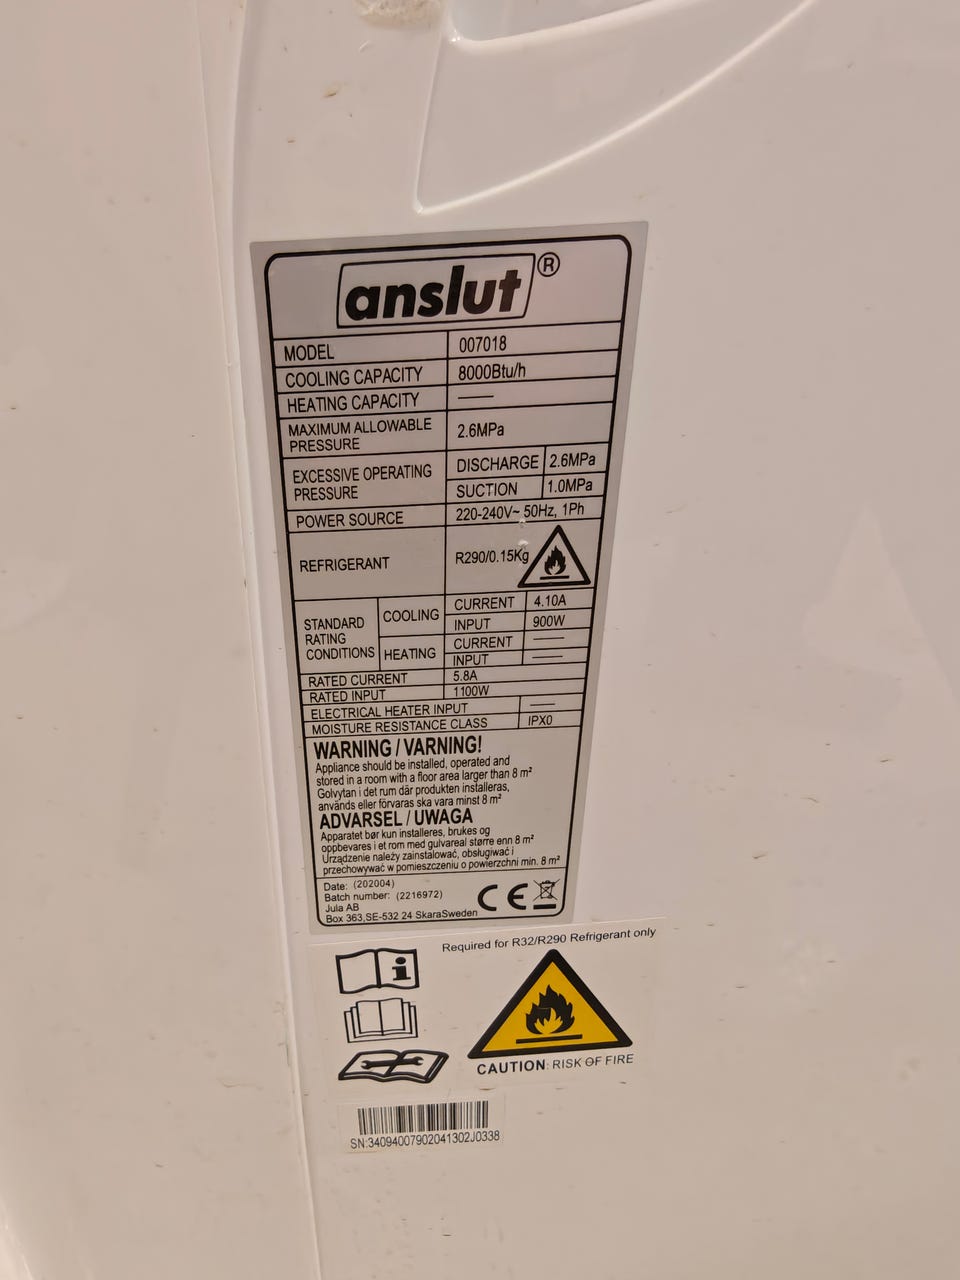 anslut®
MODEL 007018
COOLING CAPACITY 8000Btu/h
HEATING CAPACITY ——
MAXIMUM ALLOWABLE PRESSURE 2.6MPa
EXCESSIVE OPERATING PRESSURE DISCHARGE 2.6MPa
SUCTION 1.0MPa
POWER SOURCE 220-240V~ 50Hz, 1Ph
REFRIGERANT R290/0.15Kg
STANDARD RATING CONDITIONS COOLING CURRENT 4.10A
INPUT 900W
HEATING CURRENT ——
INPUT ——
RATED CURRENT 5.8A
RATED INPUT 1100W
ELECTRICAL HEATER INPUT ——
MOISTURE RESISTANCE CLASS IPX0
WARNING / VARNING!
Appliance should be installed, operated and
stored in a room with a floor area larger than 8 m²
Golvytan i det rum där produkten installeras,
används eller förvaras ska vara minst 8 m²
ADVARSEL / UWAGA
Apparatet bør kun installeres, brukes og
oppbevares i et rom med gulvareal større enn 8 m²
Urządzenie należy zainstalować, obsługiwać i
przechowywać w pomieszczeniu o powierzchni min. 8 m²
Date: (202004)
Batch number: (2216972)
Jula AB
Box 363,SE-532 24 SkaraSweden
CE
Required for R32/R290 Refrigerant only
CAUTION: RISK OF FIRE
SN:34094007902041302J0338